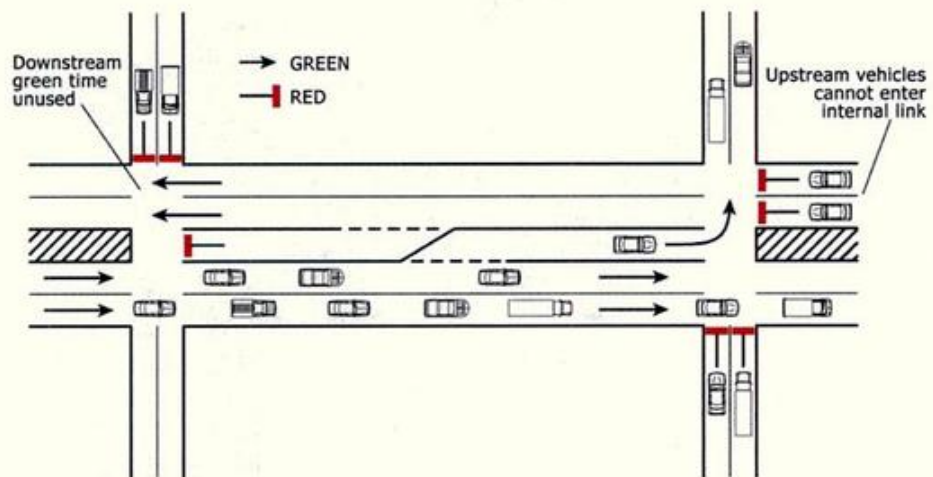 Downstream
green time
unused
GREEN
RED
Upstream vehicles
cannot enter
internal link